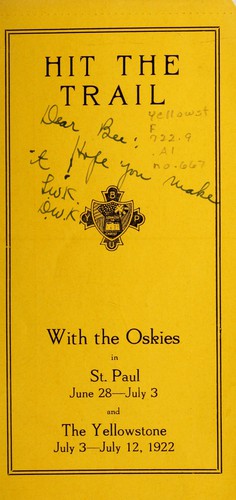 HIT THE
TRAIL
Dear Bee:
Yellowst
F
722.9
.A1
no.667
it! Hope you make
L.W.K.
D.W.K.
With the Oskies
in
St. Paul
June 28—July 3
and
The Yellowstone
July 3—July 12, 1922